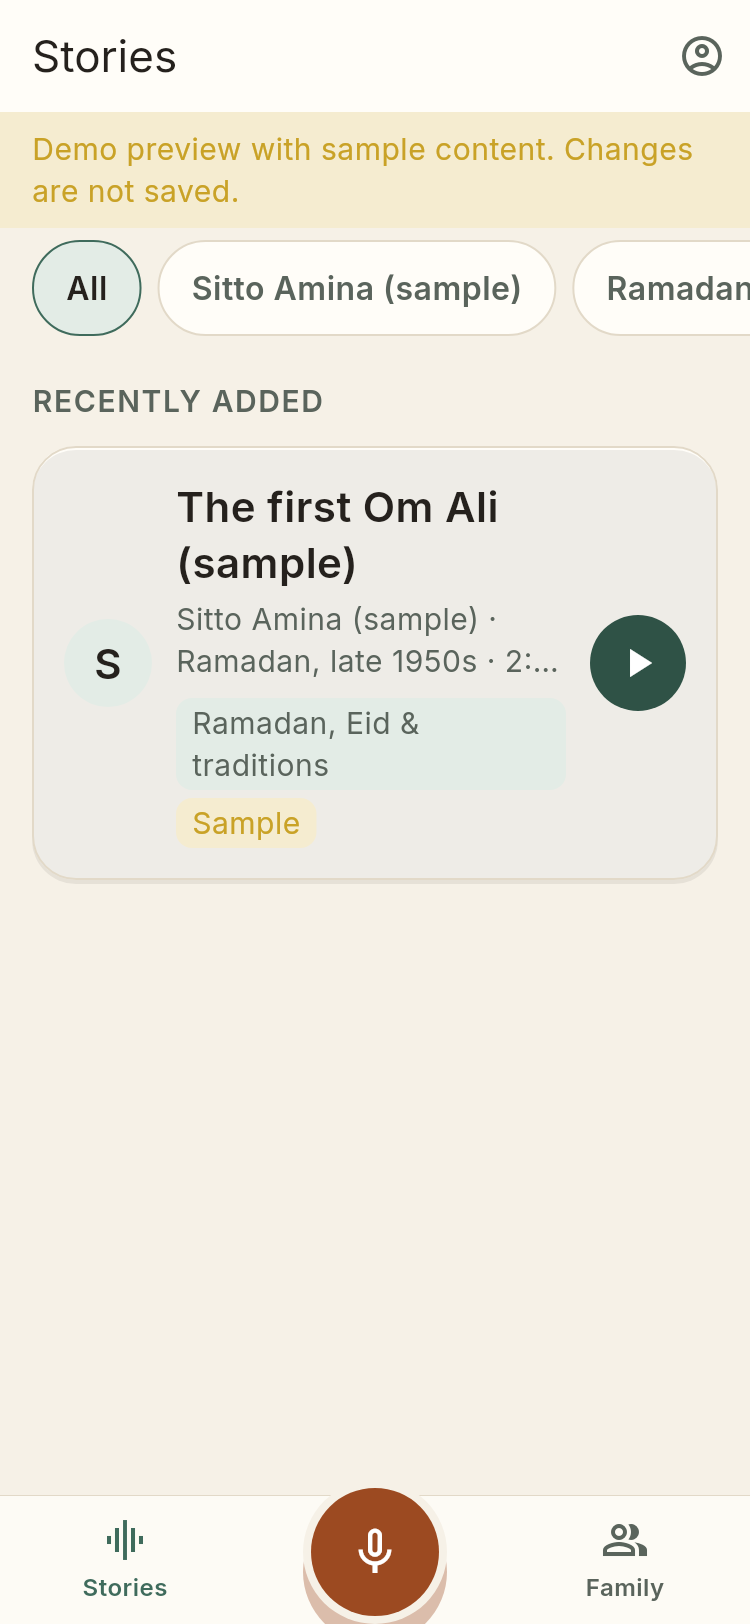 Stories
Demo preview with sample content. Changes
are not saved.
All
Sitto Amina (sample)
Ramadan
RECENTLY ADDED
The first Om Ali
(sample)
Sitto Amina (sample) ·
Ramadan, late 1950s · 2:...
S
Ramadan, Eid &
traditions
Sample
Stories
Family